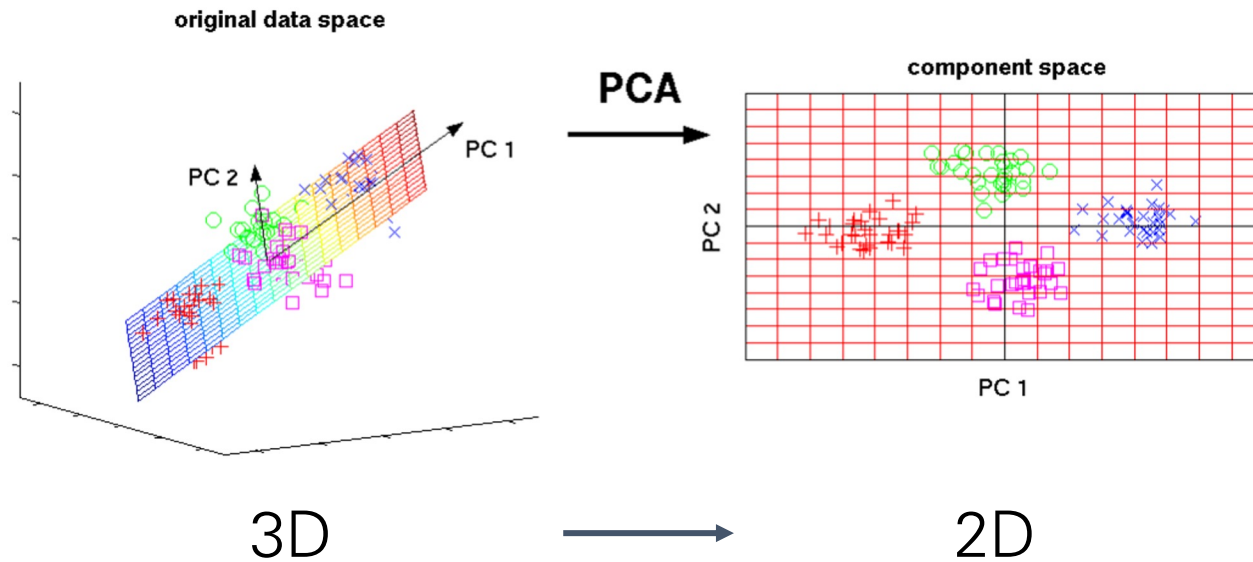 original data space
PC 1
PC 2
PCA
component space
PC 2
PC 1
3D
2D